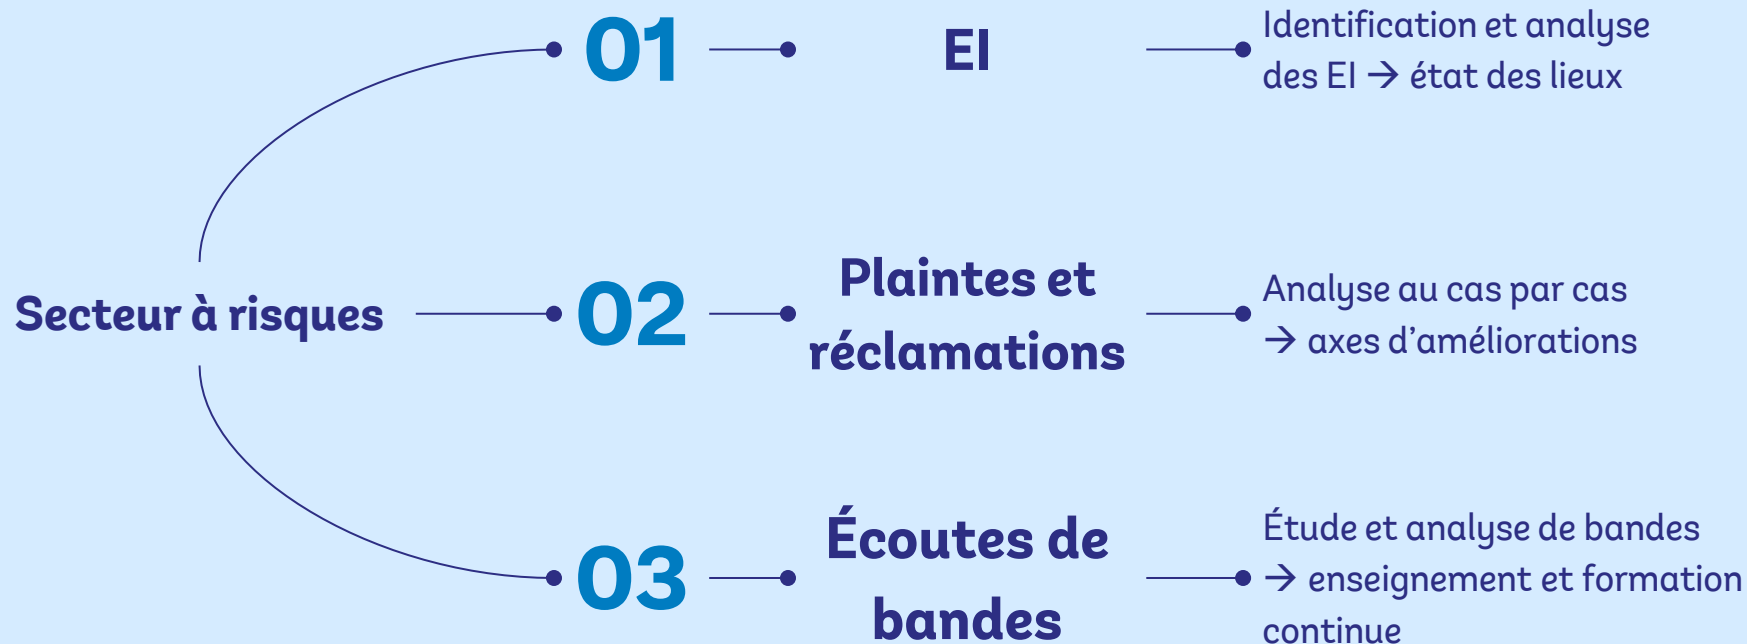 01
EI
Identification et analyse
des EI → état des lieux
Secteur à risques
02
Plaintes et
réclamations
Analyse au cas par cas
→ axes d'améliorations
03
Écoutes de
bandes
Étude et analyse de bandes
→ enseignement et formation
continue